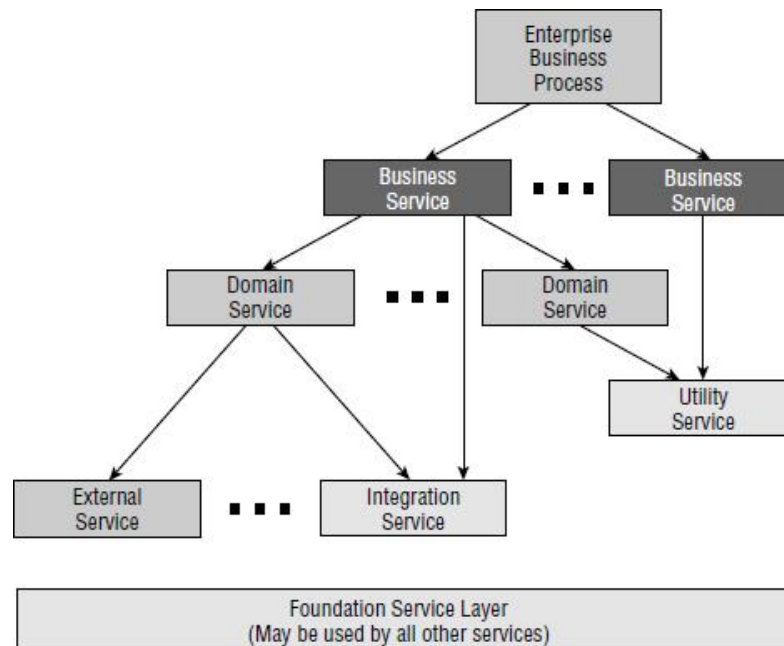 Enterprise
Business
Process
Business
Service
Business
Service
Domain
Service
Domain
Service
Utility
Service
External
Service
Integration
Service
Foundation Service Layer
(May be used by all other services)